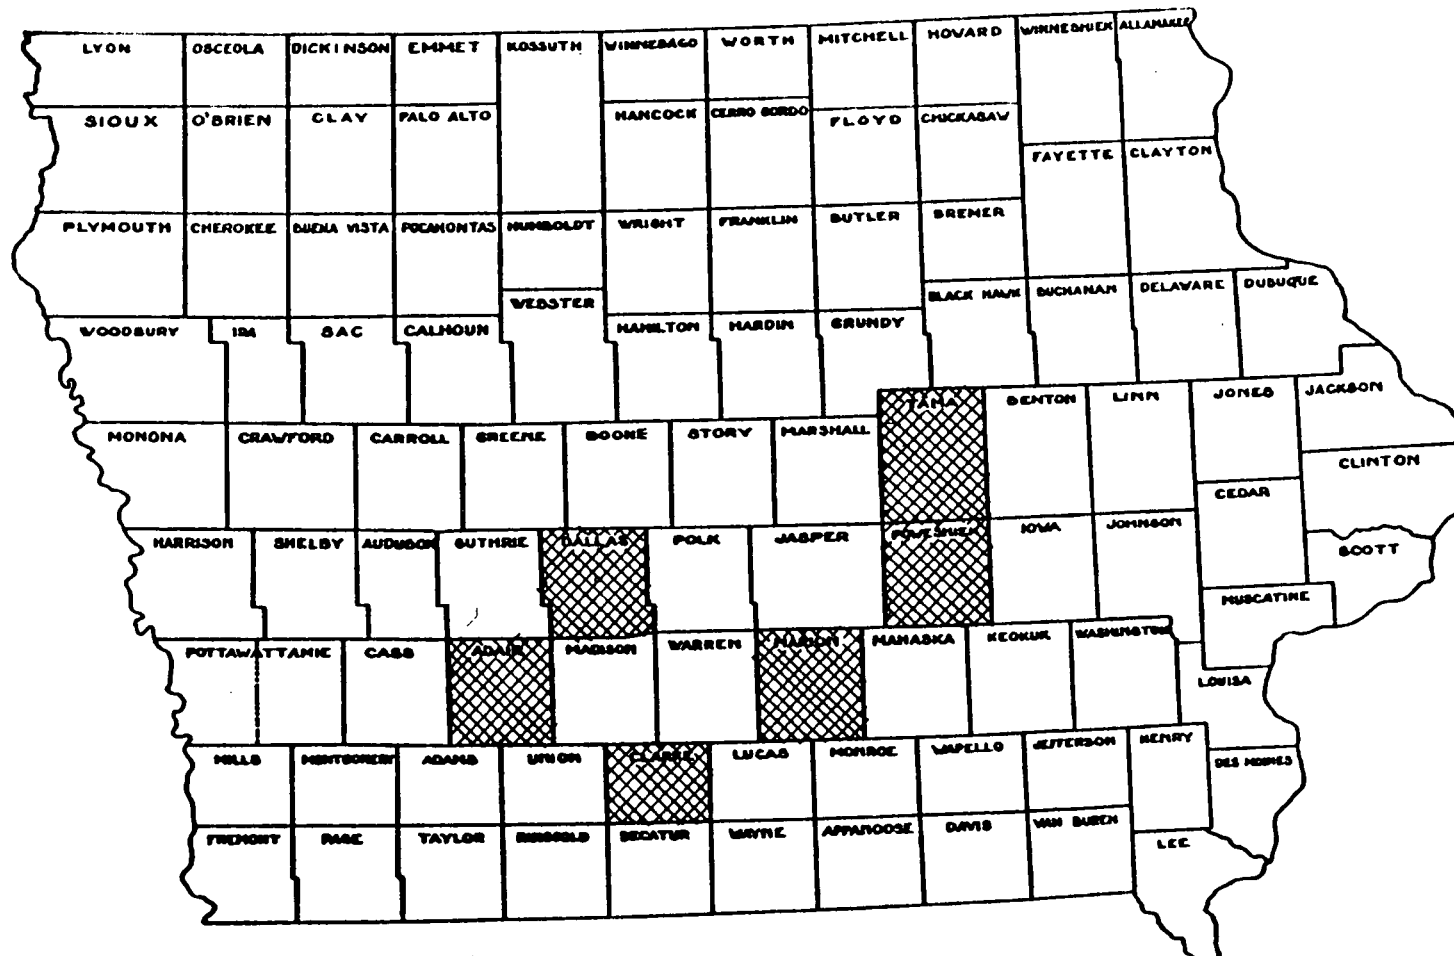 LYON OSCEOLA DICKINSON EMMET KOSSUTH WINNEBAGO WORTH MITCHELL HOWARD WINNESHIEK ALLAMAKEE
SIOUX O'BRIEN CLAY PALO ALTO HANCOCK CERRO GORDO FLOYD CHICKASAW
FAYETTE CLAYTON
PLYMOUTH CHEROKEE BUENA VISTA POCAHONTAS HUMBOLDT WRIGHT FRANKLIN BUTLER BREMER
WEBSTER BLACK HAWK BUCHANAN DELAWARE DUBUQUE
WOODBURY IDA SAC CALHOUN HAMILTON HARDIN GRUNDY
TAMA BENTON LINN JONES JACKSON
MONONA CRAWFORD CARROLL GREENE BOONE STORY MARSHALL
CLINTON
CEDAR
HARRISON SHELBY AUDUBON GUTHRIE DALLAS POLK JASPER POWESHIEK IOWA JOHNSON
SCOTT
MUSCATINE
POTTAWATTAMIE CASS ADAIR MADISON WARREN MARION MAHASKA KEOKUK WASHINGTON
LOUISA
MILLS MONTGOMERY ADAMS UNION CLARKE LUCAS MONROE WAPELLO JEFFERSON HENRY
DES MOINES
FREMONT PAGE TAYLOR RINGGOLD DECATUR WAYNE APPANOOSE DAVIS VAN BUREN
LEE